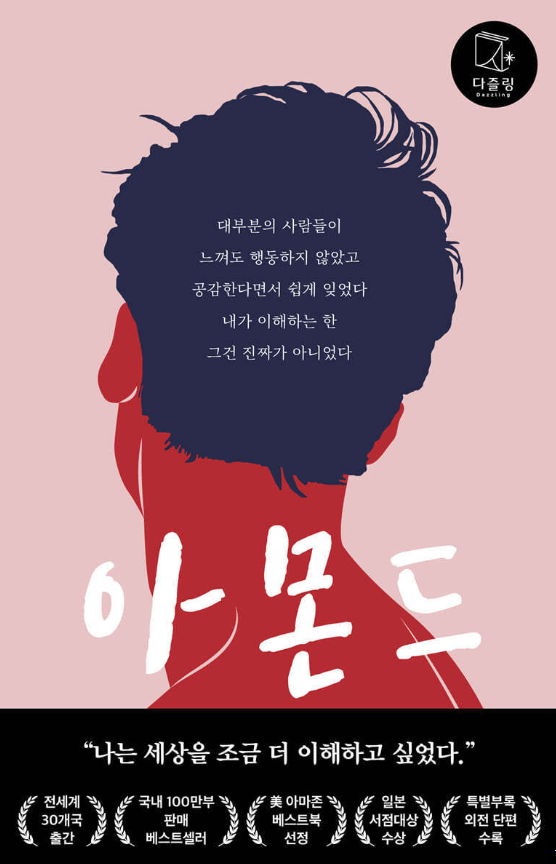 다즐링
Dazzling
대부분의 사람들이
느껴도 행동하지 않았고
공감한다면서 쉽게 잊었다
내가 이해하는 한
그건 진짜가 아니었다
아몬드
“나는 세상을 조금 더 이해하고 싶었다.”
전세계
30개국
출간
국내 100만부
판매
베스트셀러
美 아마존
베스트북
선정
일본
서점대상
수상
특별부록
외전 단편
수록